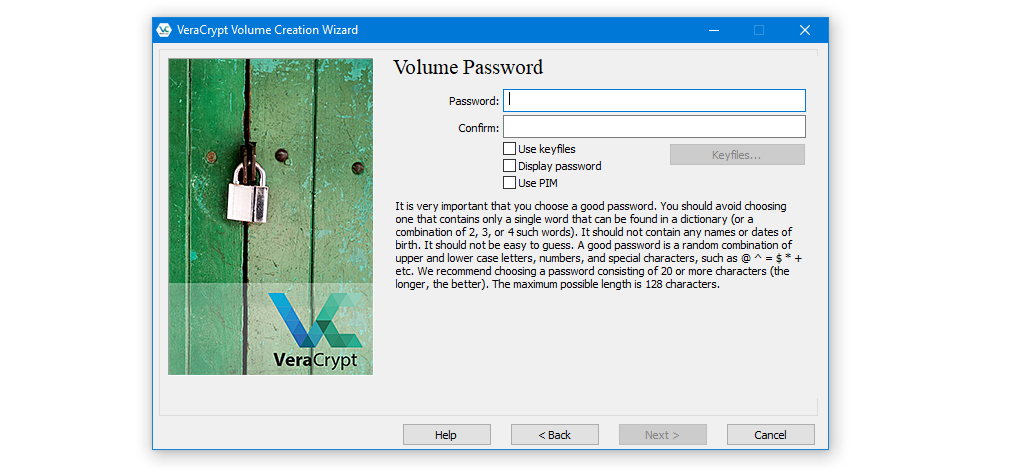 VeraCrypt Volume Creation Wizard
Volume Password
Password:
Confirm:
Use keyfiles
Keyfiles...
Display password
Use PIM
It is very important that you choose a good password. You should avoid choosing
one that contains only a single word that can be found in a dictionary (or a
combination of 2, 3, or 4 such words). It should not contain any names or dates of
birth. It should not be easy to guess. A good password is a random combination of
upper and lower case letters, numbers, and special characters, such as @ ^ = $ * +
etc. We recommend choosing a password consisting of 20 or more characters (the
longer, the better). The maximum possible length is 128 characters.
VeraCrypt
Help
< Back
Next >
Cancel